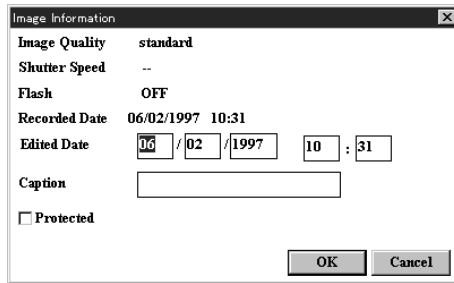 Image Information
Image Quality standard
Shutter Speed --
Flash OFF
Recorded Date 06/02/1997 10:31
Edited Date 06 / 02 / 1997 10 : 31
Caption
Protected
OK Cancel